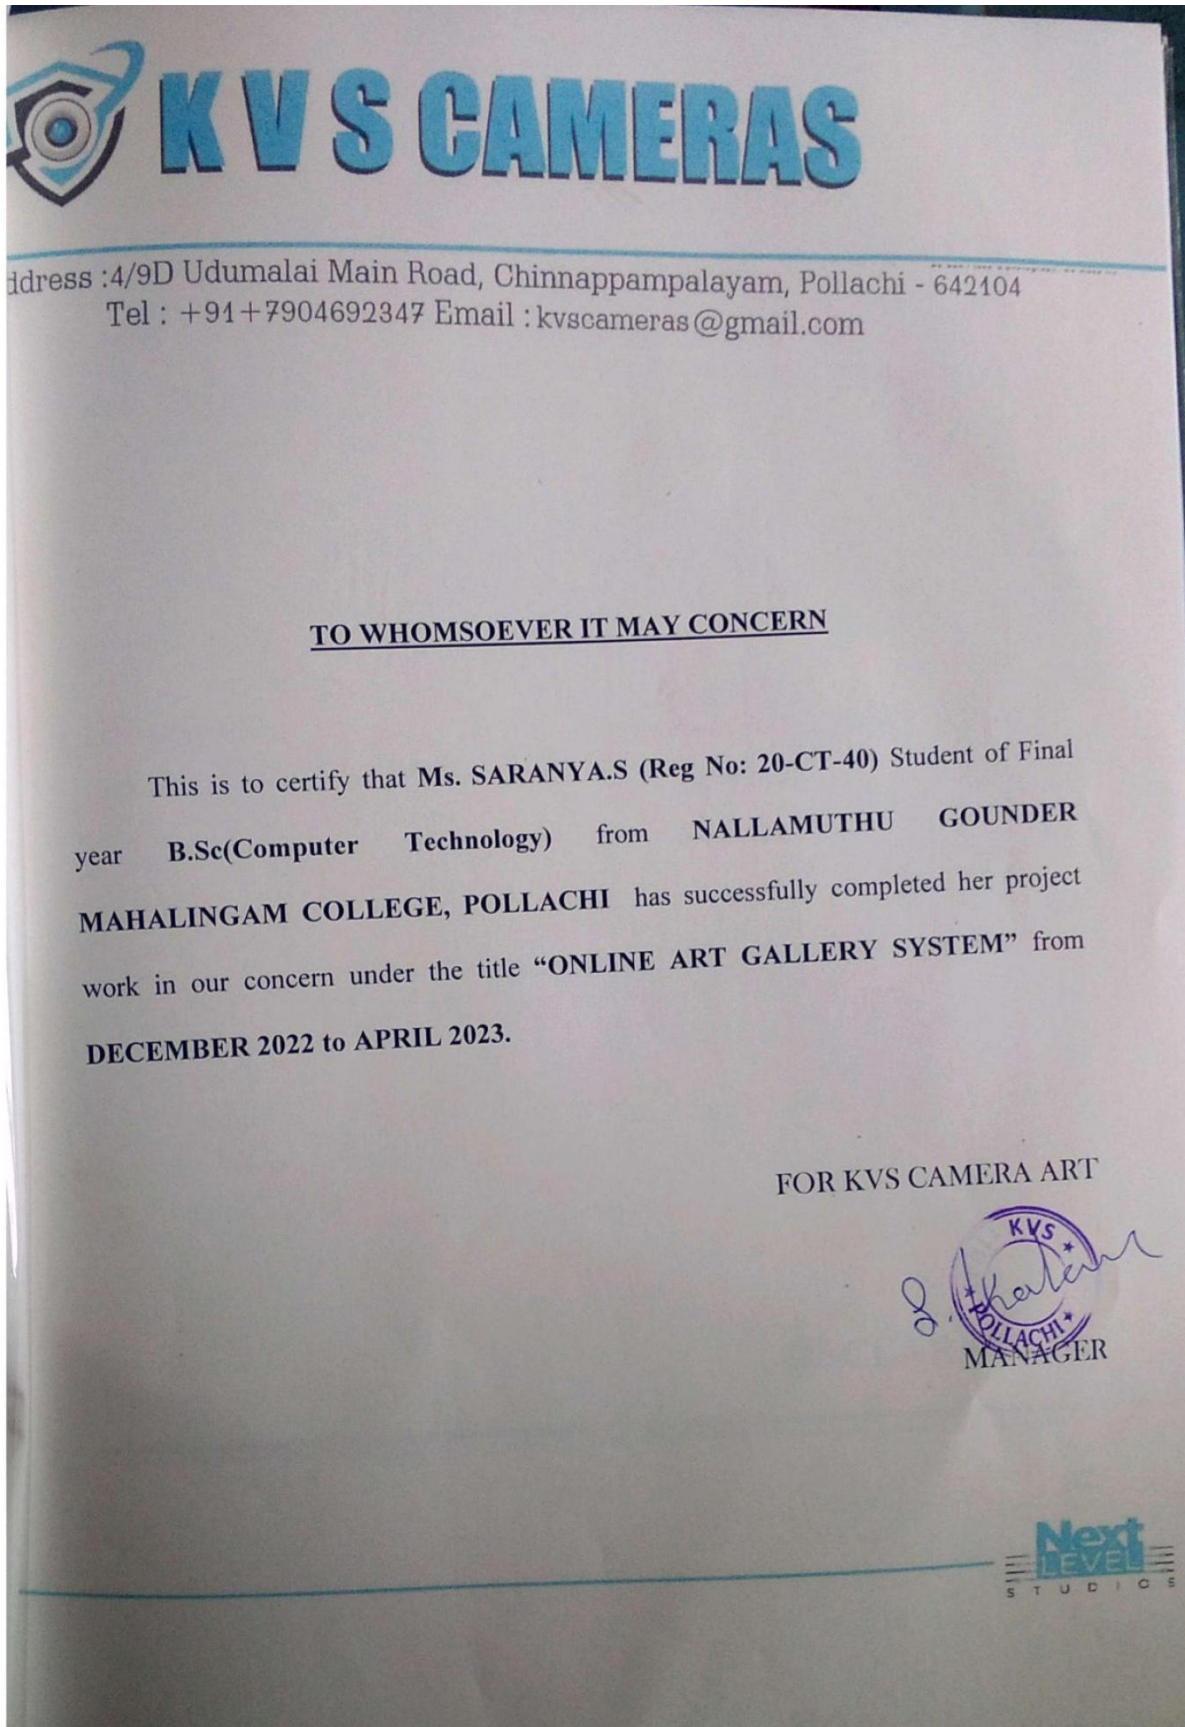 K V S CAMERAS
ddress :4/9D Udumalai Main Road, Chinnappampalayam, Pollachi - 642104
Tel : +91+7904692347 Email : kvscameras@gmail.com
TO WHOMSOEVER IT MAY CONCERN
This is to certify that Ms. SARANYA.S (Reg No: 20-CT-40) Student of Final
year B.Sc(Computer Technology) from NALLAMUTHU GOUNDER
MAHALINGAM COLLEGE, POLLACHI has successfully completed her project
work in our concern under the title “ONLINE ART GALLERY SYSTEM” from
DECEMBER 2022 to APRIL 2023.
FOR KVS CAMERA ART
KVS
POLLACHI
MANAGER
Next
LEVEL
STUDIOS